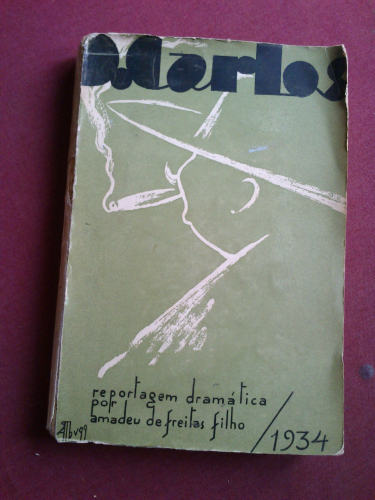 D. Carlos
reportagem dramática
por
amadeu de freitas filho
/1934